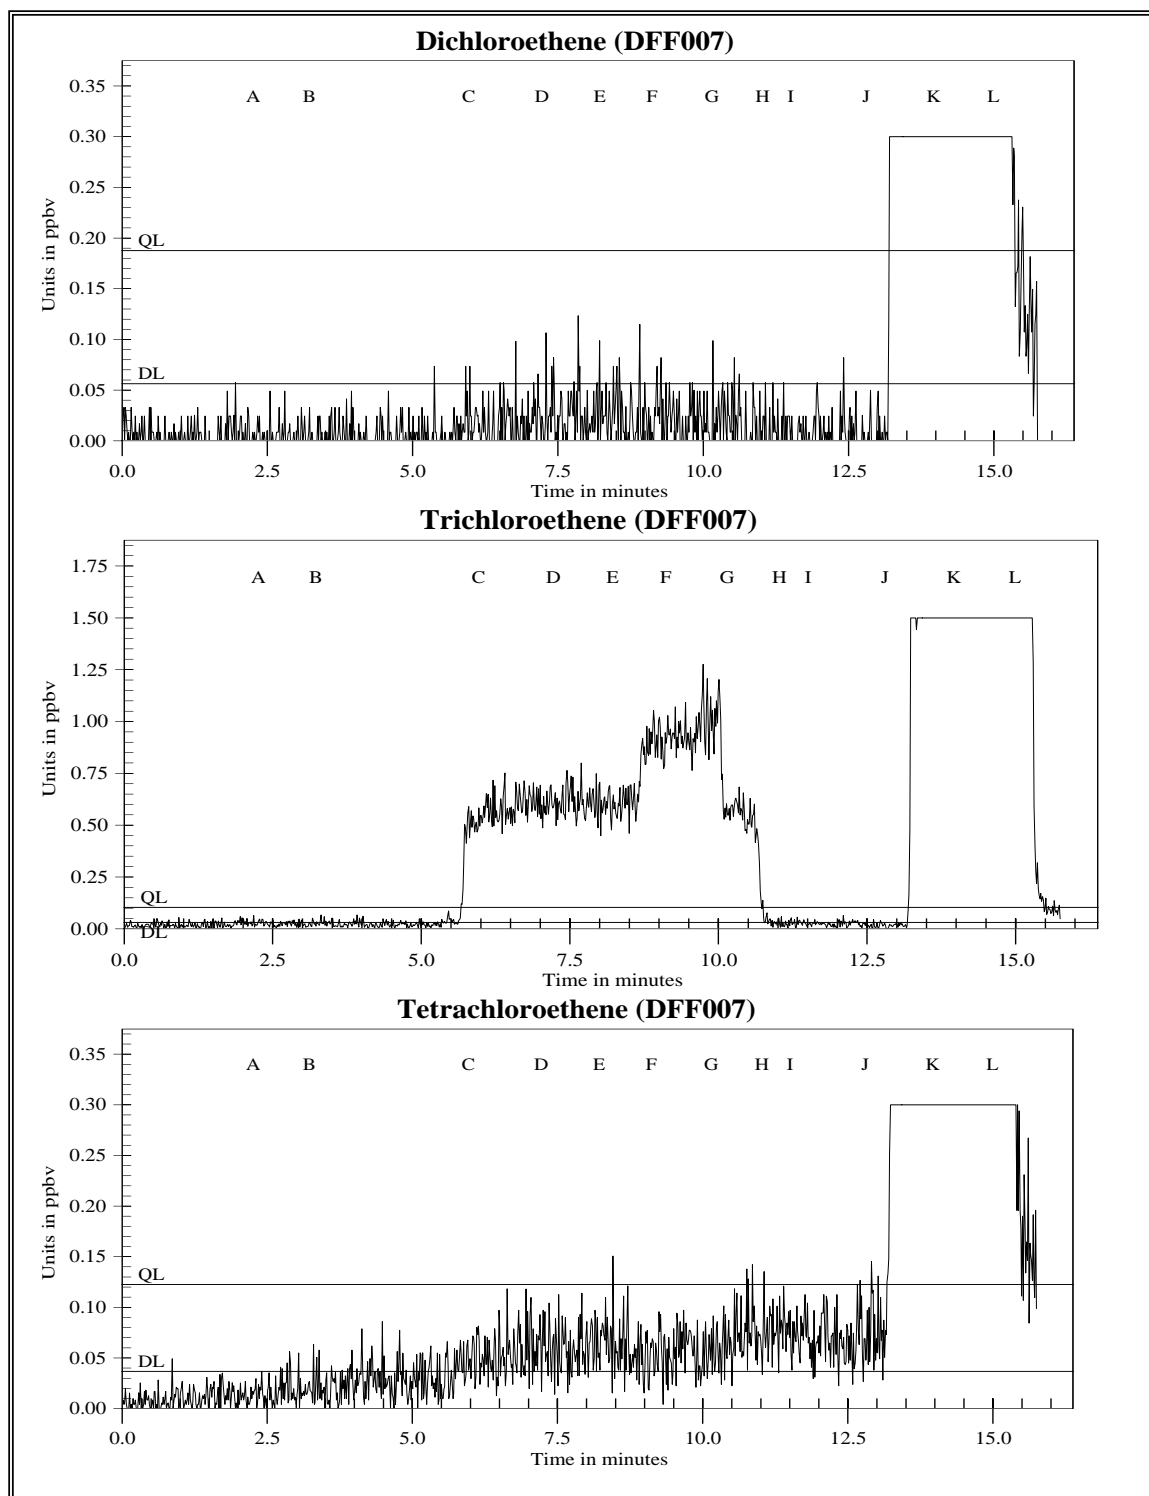 Dichloroethene (DFF007)
0.35
A B C D E F G H I J K L
0.30
0.25
Units in ppbv
0.20
QL
0.15
0.10
DL
0.05
0.00
0.0 2.5 5.0 7.5 10.0 12.5 15.0
Time in minutes
Trichloroethene (DFF007)
1.75
A B C D E F G H I J K L
1.50
1.25
Units in ppbv
1.00
0.75
0.50
0.25
QL
0.00
DL
0.0 2.5 5.0 7.5 10.0 12.5 15.0
Time in minutes
Tetrachloroethene (DFF007)
0.35
A B C D E F G H I J K L
0.30
0.25
Units in ppbv
0.20
0.15
QL
0.10
0.05
DL
0.00
0.0 2.5 5.0 7.5 10.0 12.5 15.0
Time in minutes